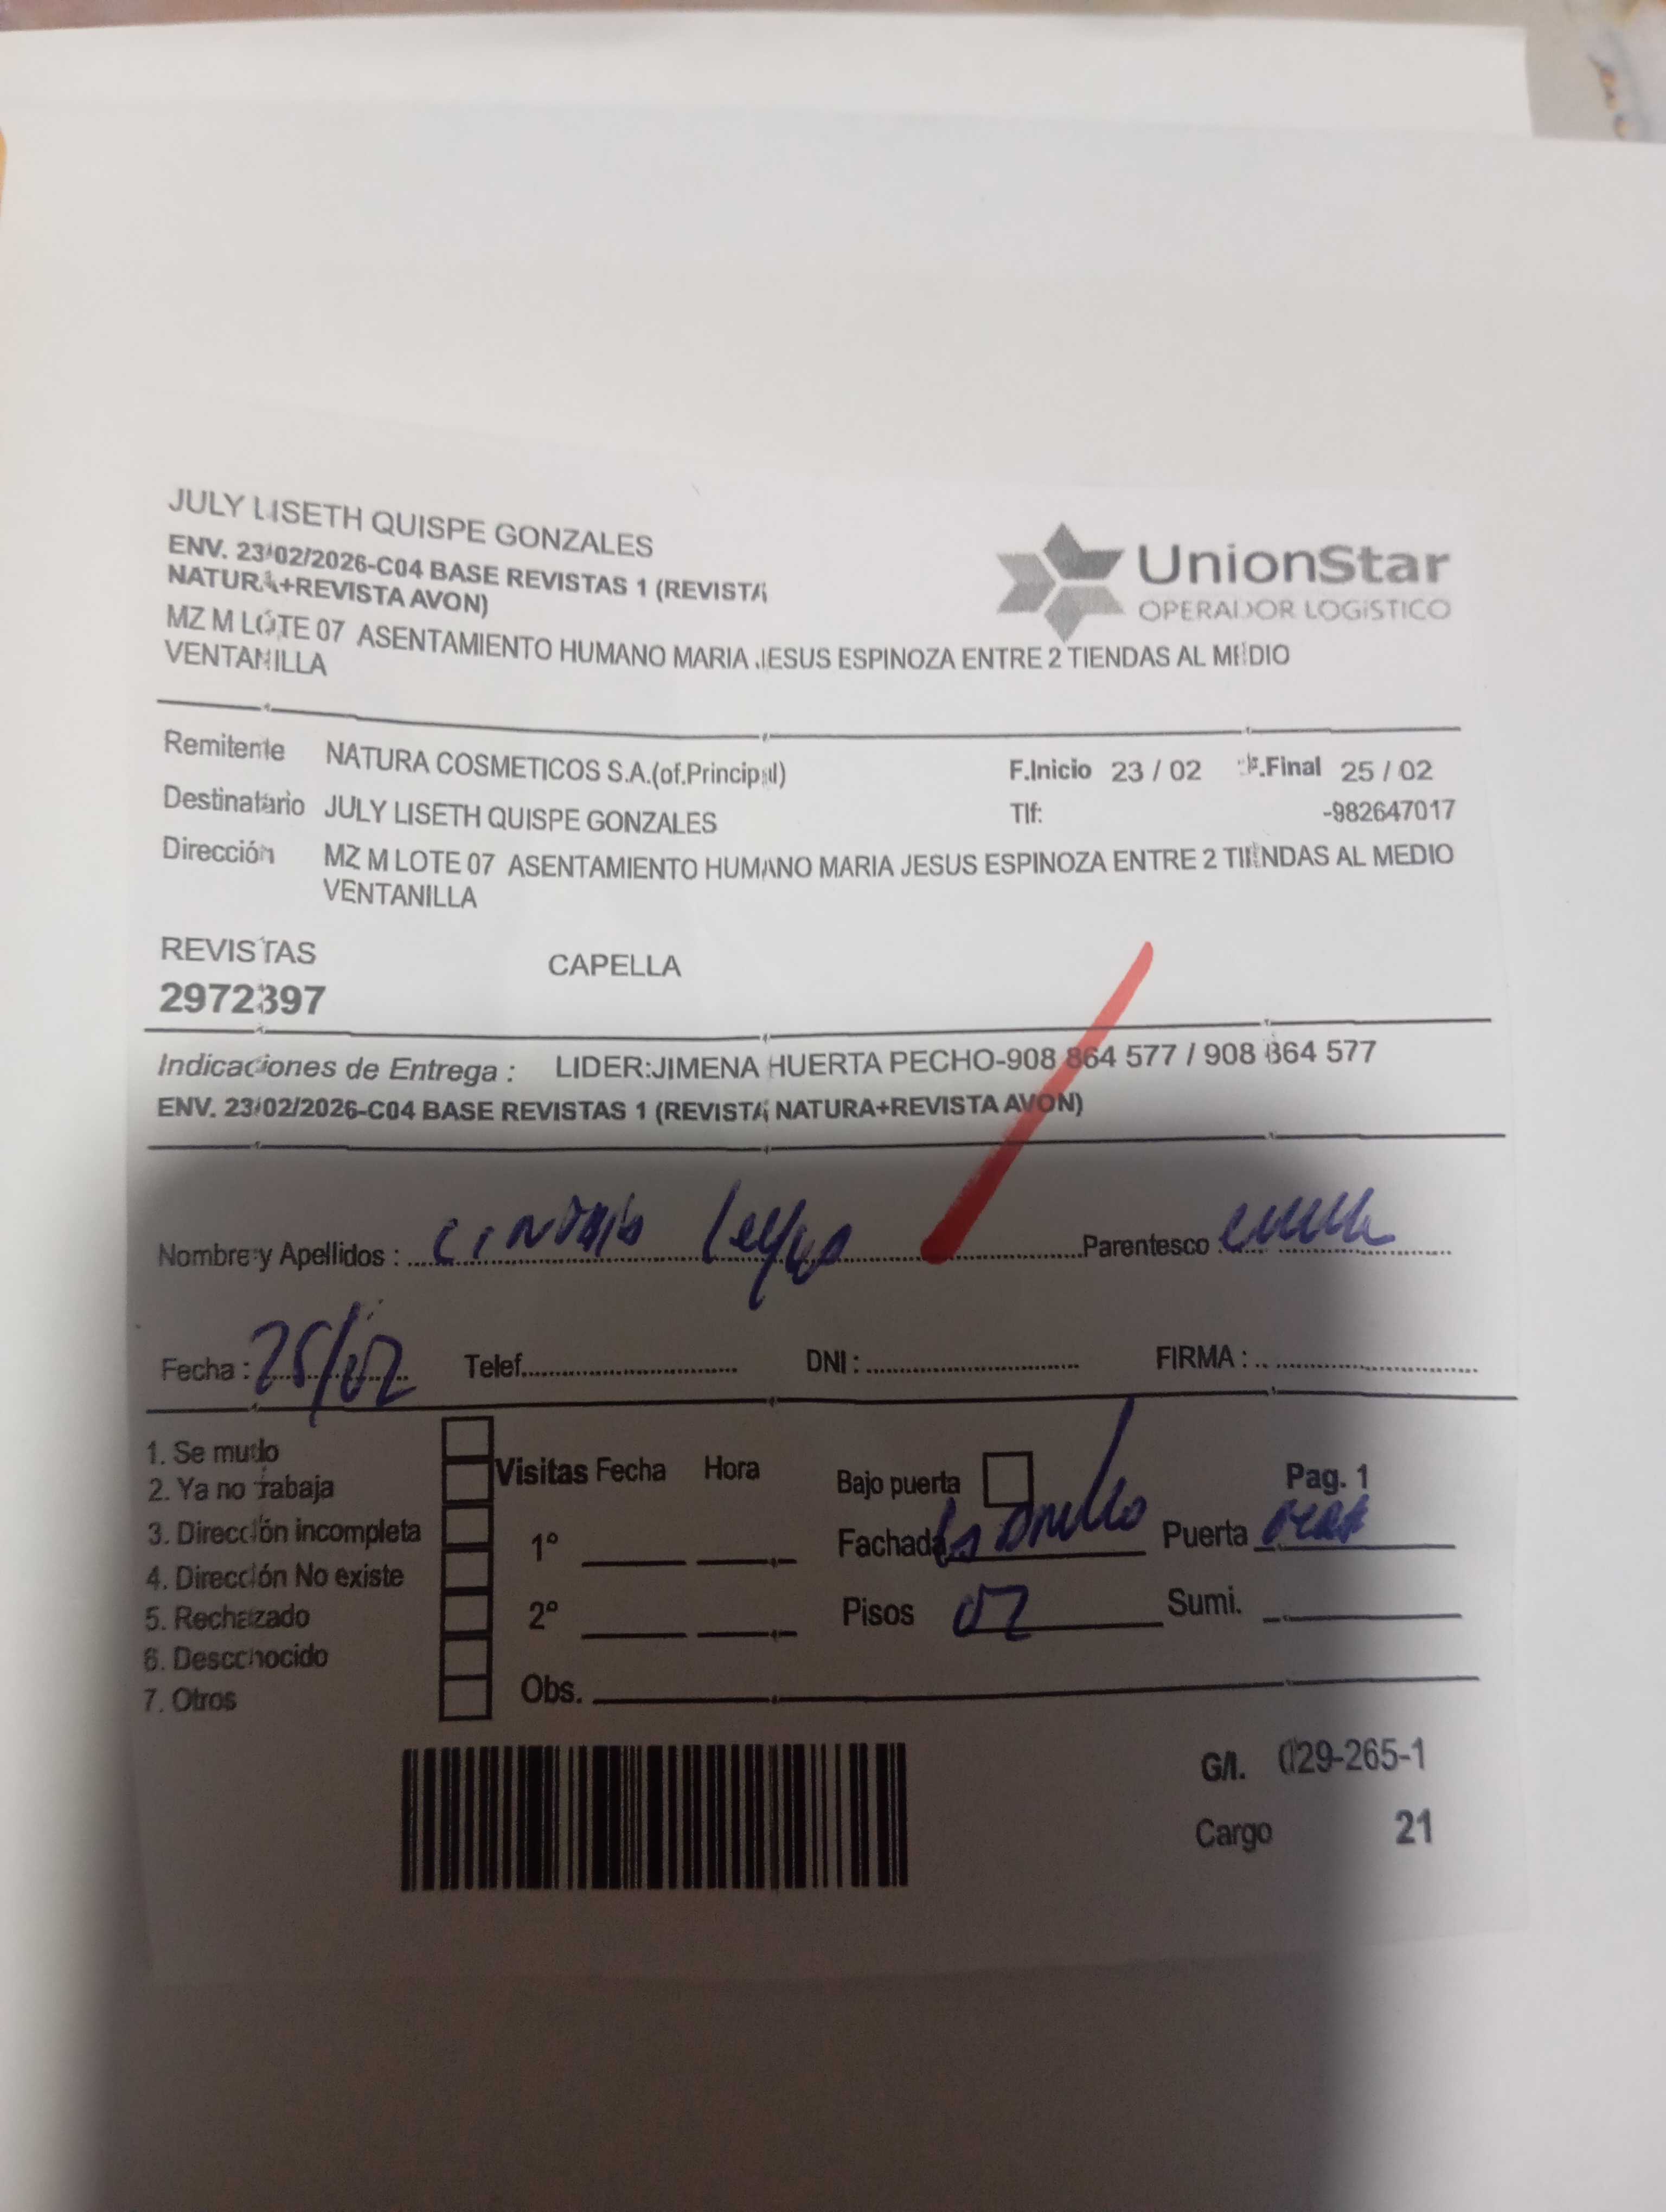 JULY LISETH QUISPE GONZALES
ENV. 23/02/2026-C04 BASE REVISTAS 1 (REVISTA
NATURA+REVISTA AVON)
MZ M LOTE 07 ASENTAMIENTO HUMANO MARIA JESUS ESPINOZA ENTRE 2 TIENDAS AL MEDIO
VENTANILLA
UnionStar
OPERADOR LOGÍSTICO
Remitente NATURA COSMETICOS S.A.(of.Principal) F.Inicio 23 / 02 F.Final 25 / 02
Destinatario JULY LISETH QUISPE GONZALES Tlf: -982647017
Dirección MZ M LOTE 07 ASENTAMIENTO HUMANO MARIA JESUS ESPINOZA ENTRE 2 TIENDAS AL MEDIO
VENTANILLA
REVISTAS CAPELLA
2972397
Indicaciones de Entrega : LIDER:JIMENA HUERTA PECHO-908 864 577 / 908 864 577
ENV. 23/02/2026-C04 BASE REVISTAS 1 (REVISTA NATURA+REVISTA AVON)
Nombre y Apellidos : Parentesco
Fecha : 25/02 Telef. DNI : FIRMA :
1. Se mudo
2. Ya no trabaja
3. Dirección incompleta
4. Dirección No existe
5. Rechazado
6. Desconocido
7. Otros
Visitas Fecha Hora
1º
2º
Obs.
Bajo puerta Pag. 1
Fachada Ladrillo Puerta
Pisos 02 Sumi.
G/I. 029-265-1
Cargo 21